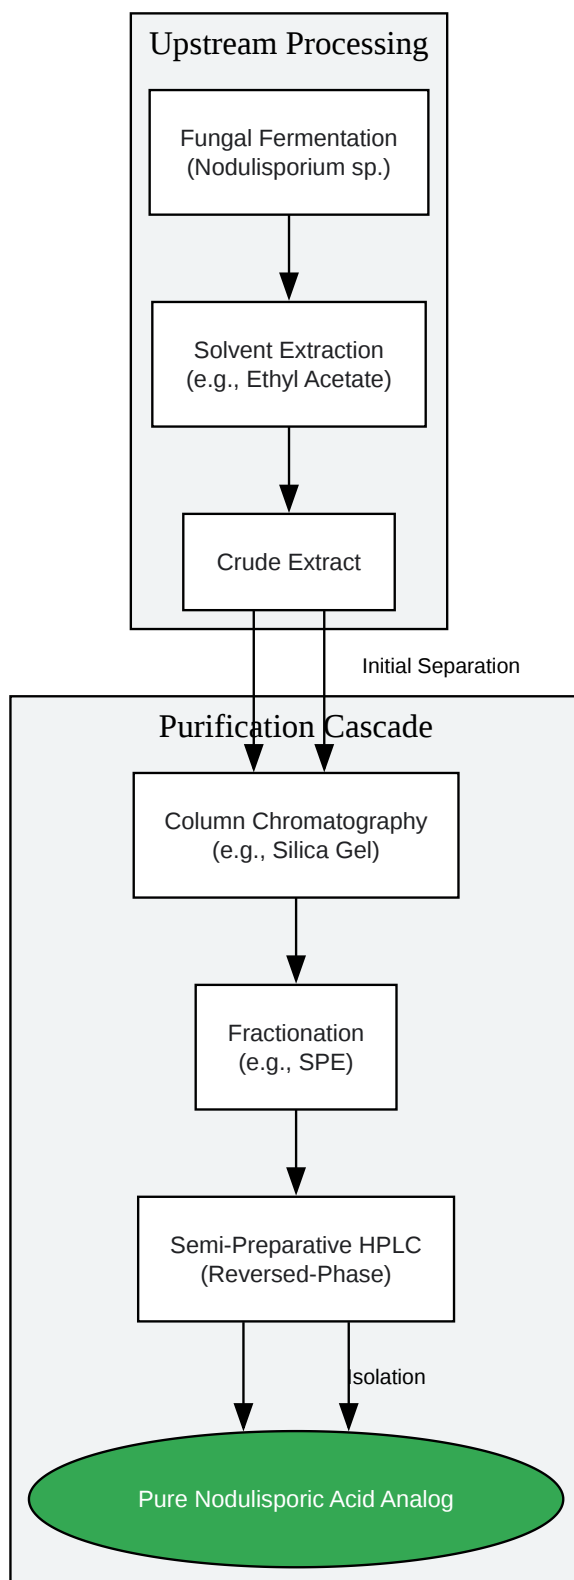 Upstream Processing
Fungal Fermentation
(Nodulisporium sp.)
Solvent Extraction
(e.g., Ethyl Acetate)
Crude Extract
Initial Separation
Purification Cascade
Column Chromatography
(e.g., Silica Gel)
Fractionation
(e.g., SPE)
Semi-Preparative HPLC
(Reversed-Phase)
Isolation
Pure Nodulisporic Acid Analog